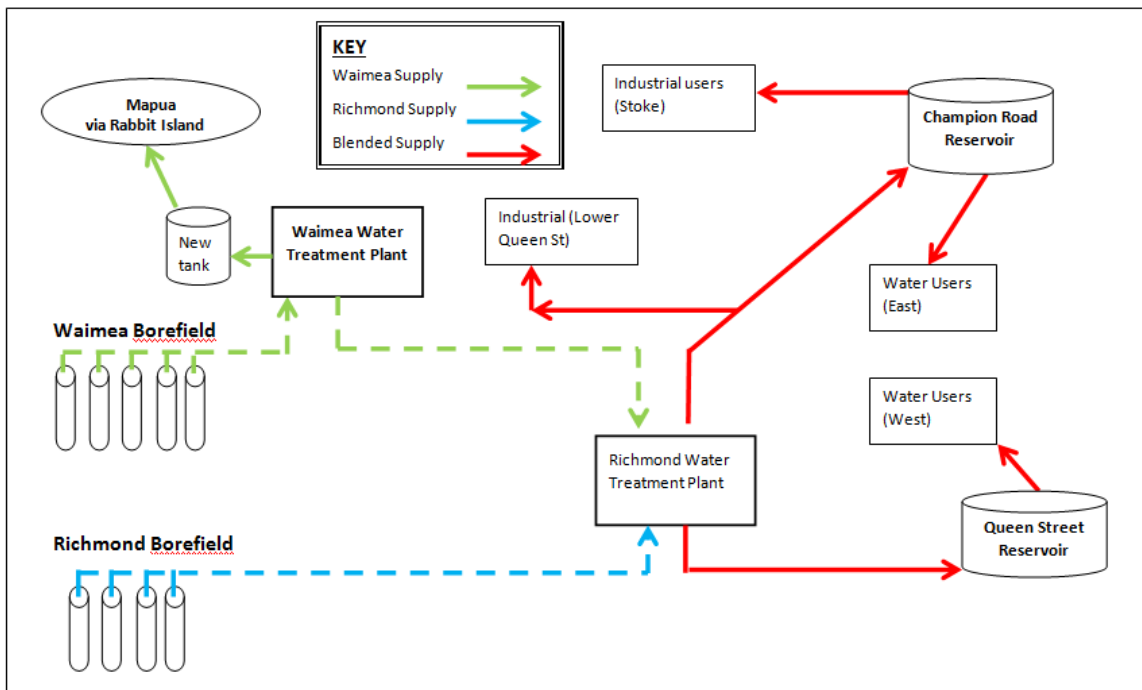 KEY
Waimea Supply
Richmond Supply
Blended Supply
Mapua
via Rabbit Island
New
tank
Waimea Water
Treatment Plant
Industrial users
(Stoke)
Champion Road
Reservoir
Industrial (Lower
Queen St)
Water Users
(East)
Waimea Borefield
Water Users
(West)
Richmond Water
Treatment Plant
Queen Street
Reservoir
Richmond Borefield